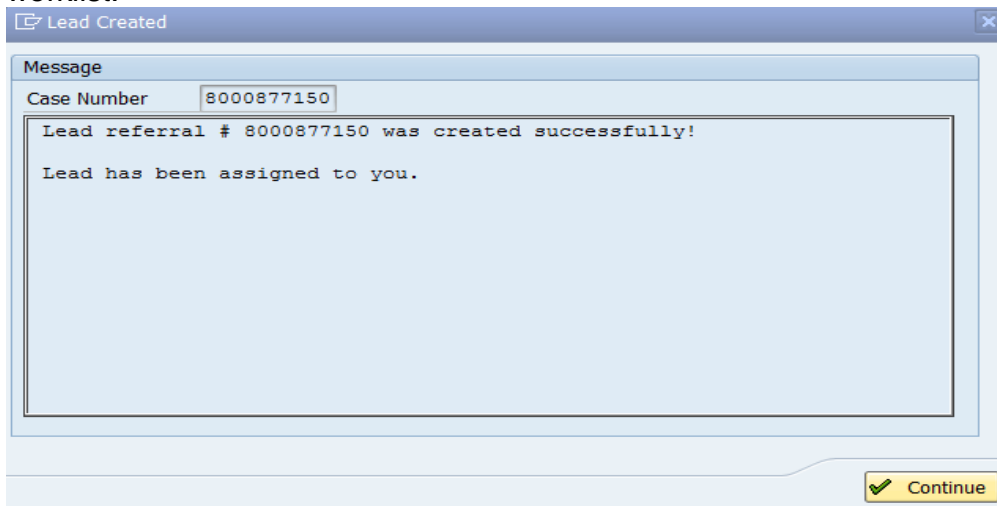 worklist.
Lead Created
Message
Case Number 8000877150
Lead referral # 8000877150 was created successfully!
Lead has been assigned to you.
Continue